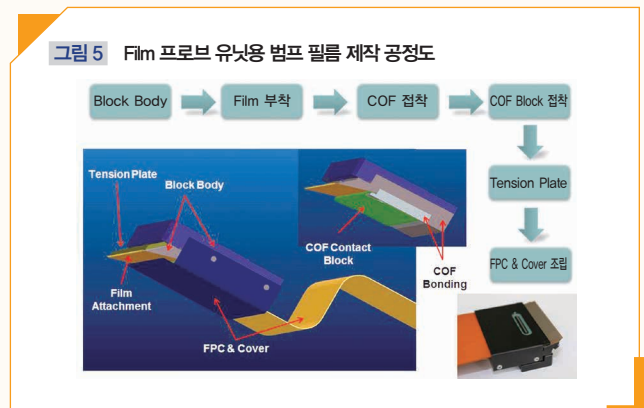 그림 5 Film 프로브 유닛용 범프 필름 제작 공정도
Block Body
Film 부착
COF 접착
COF Block 접착
Tension Plate
FPC & Cover 조립
Tension Plate
Block Body
Film
Attachment
FPC & Cover
COF Contact
Block
COF
Bonding